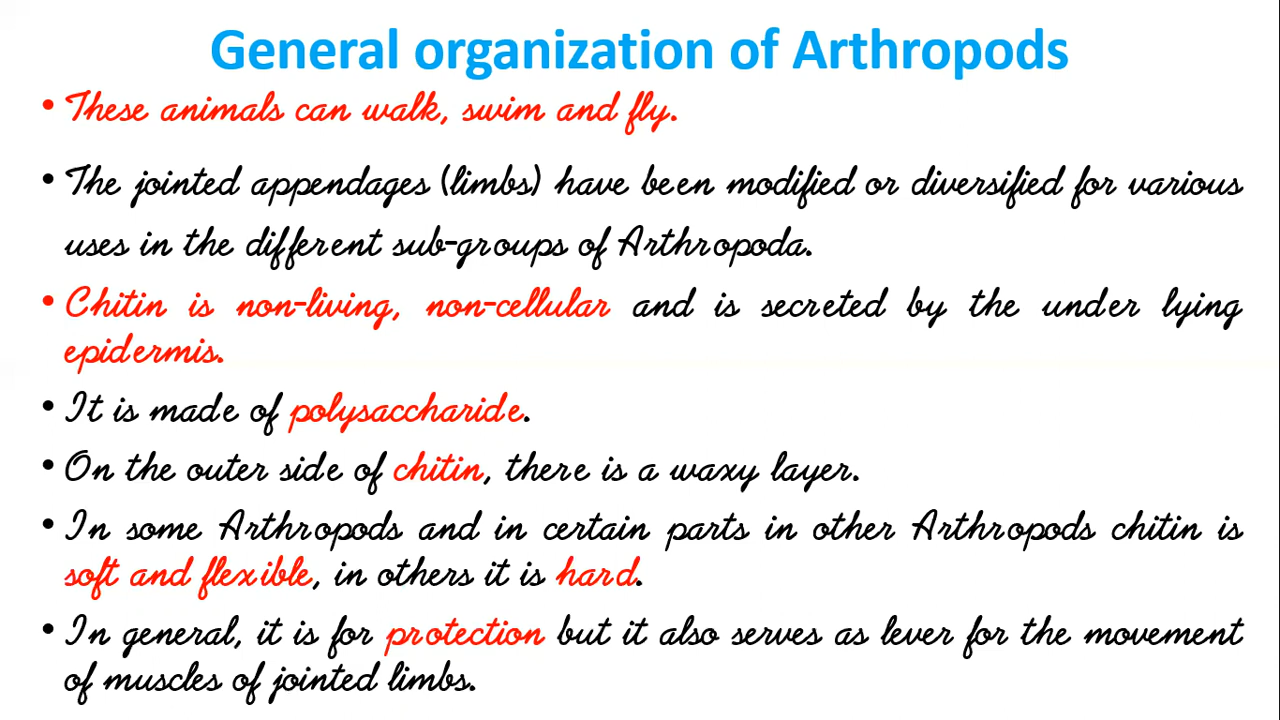 General organization of Arthropods
• These animals can walk, swim and fly.
• The jointed appendages (limbs) have been modified or diversified for various
uses in the different sub-groups of Arthropoda.
• Chitin is non-living, non-cellular and is secreted by the under lying
epidermis.
• It is made of polysaccharide.
• On the outer side of chitin, there is a waxy layer.
• In some Arthropods and in certain parts in other Arthropods chitin is
soft and flexible, in others it is hard.
• In general, it is for protection but it also serves as lever for the movement
of muscles of jointed limbs.